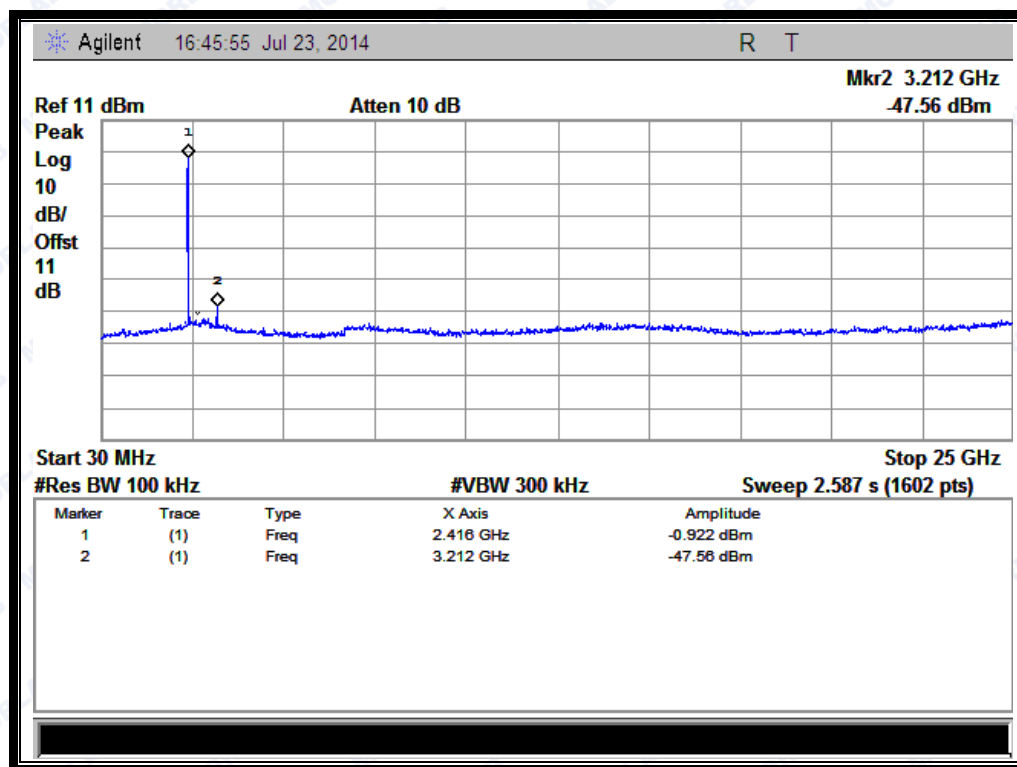 Agilent 16:45:55 Jul 23, 2014 R T
Mkr2 3.212 GHz
Ref 11 dBm Atten 10 dB -47.56 dBm
Peak
Log
10
dB/
Offst
11
dB
1
2
Start 30 MHz Stop 25 GHz
#Res BW 100 kHz #VBW 300 kHz Sweep 2.587 s (1602 pts)
Marker Trace Type X Axis Amplitude
1 (1) Freq 2.416 GHz -0.922 dBm
2 (1) Freq 3.212 GHz -47.56 dBm